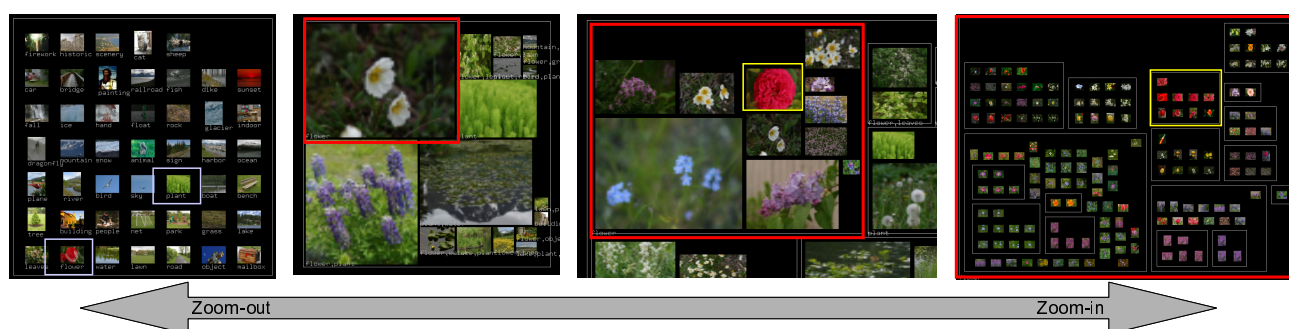 firework historic scenery cat sheep
car bridge painting railroad fish dike sunset
fall ice hand float rock glacier indoor
dragonfly mountain snow animal sign harbor ocean
plane river bird sky plant boat bench
tree building people net park grass lake
leaves flower water lawn road object mailbox
flower
plant
flower,plant
flower
flower,leaves
plant
Zoom-out
Zoom-in